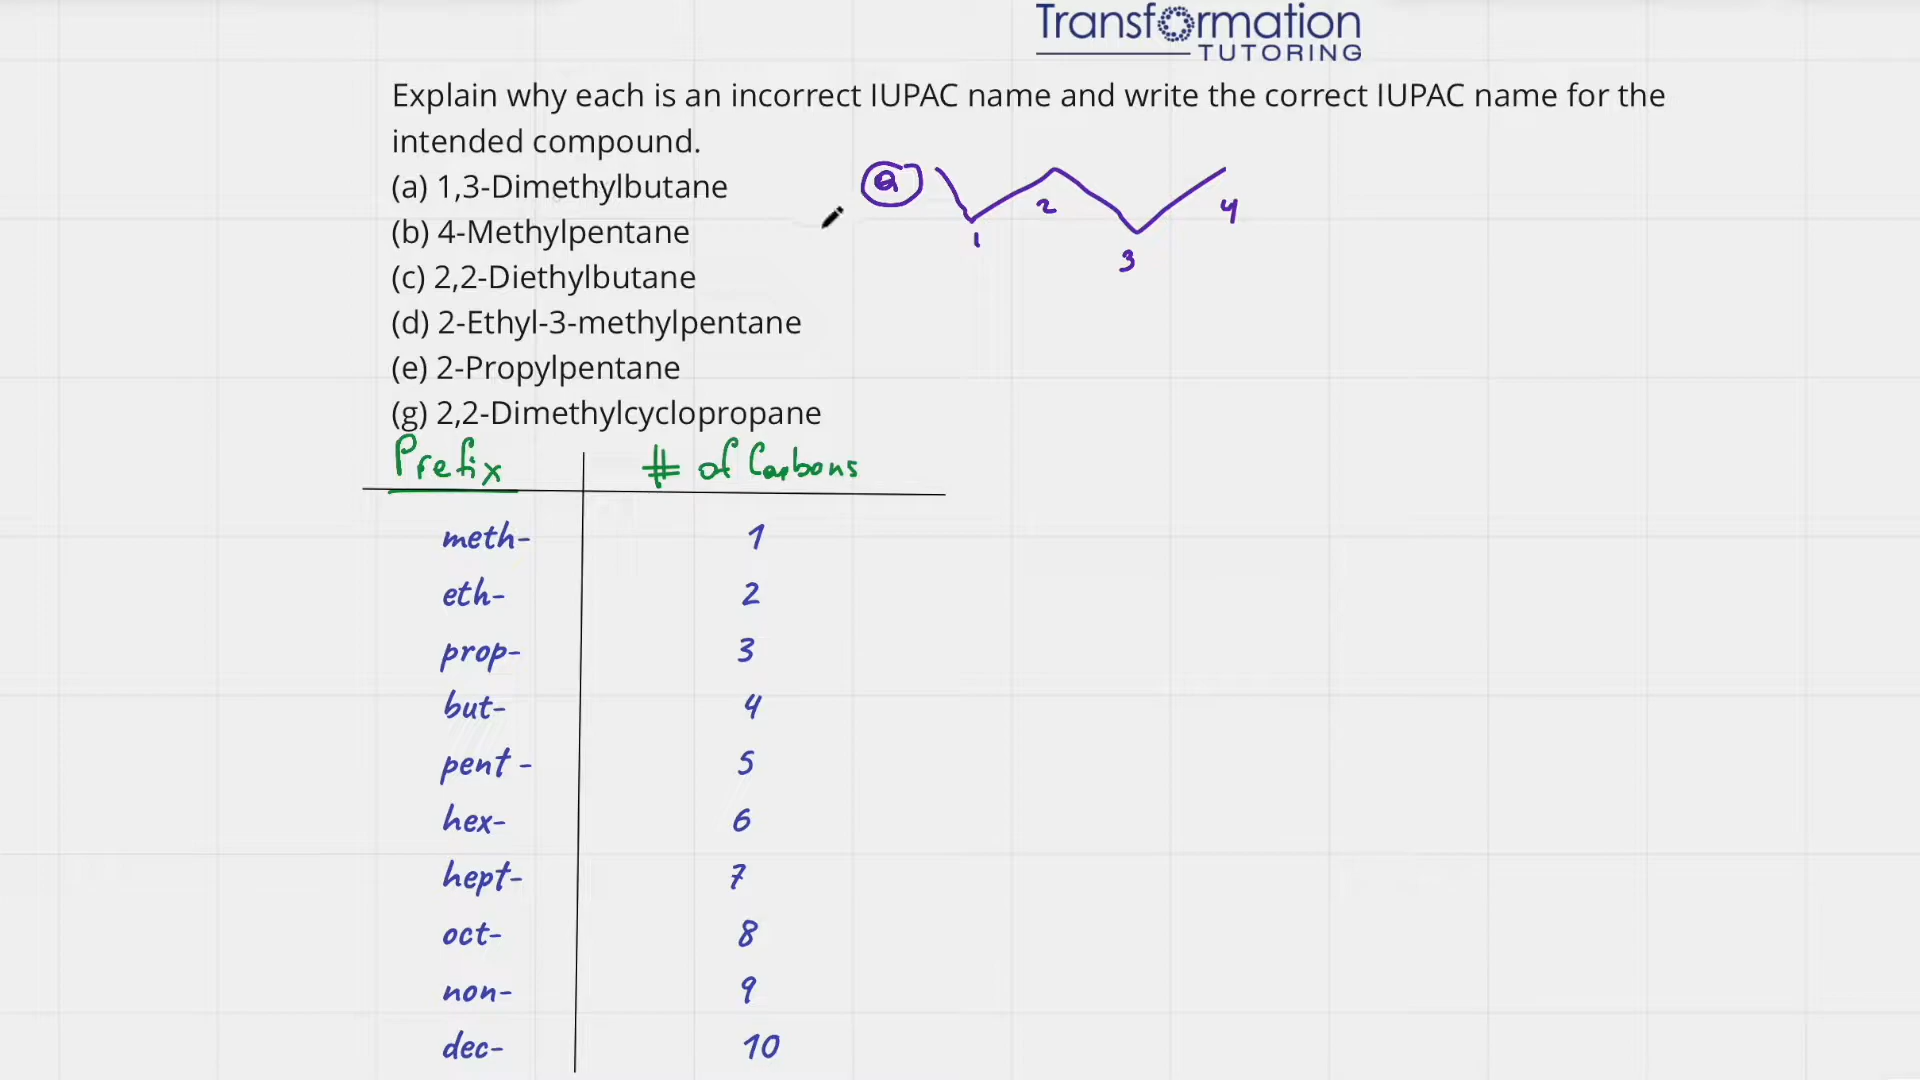 Transformation
TUTORING
Explain why each is an incorrect IUPAC name and write the correct IUPAC name for the
intended compound.
(a) 1,3-Dimethylbutane
(b) 4-Methylpentane
(c) 2,2-Diethylbutane
(d) 2-Ethyl-3-methylpentane
(e) 2-Propylpentane
(g) 2,2-Dimethylcyclopropane
a
1 2 3 4
Prefix # of Carbons
meth- 1
eth- 2
prop- 3
but- 4
pent - 5
hex- 6
hept- 7
oct- 8
non- 9
dec- 10